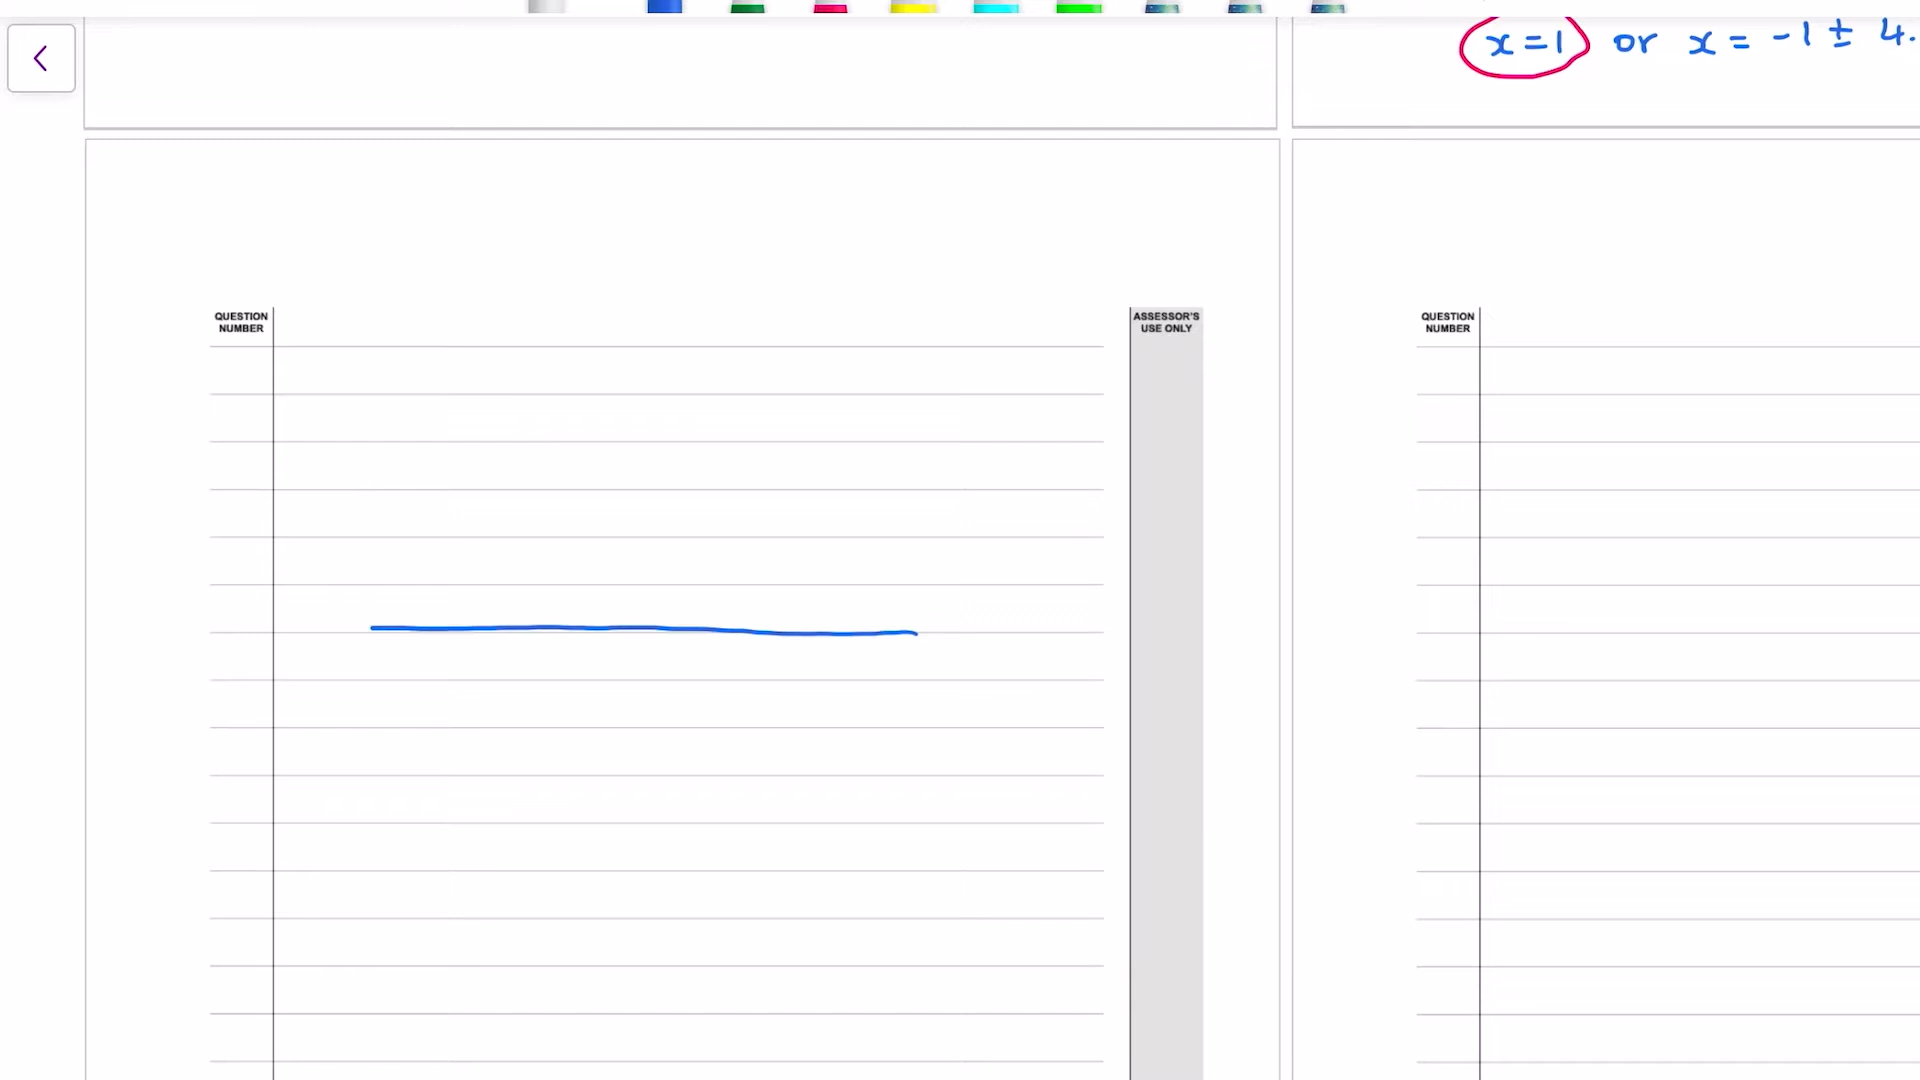 x=1 or x = -1 ± 4.
QUESTION
NUMBER
ASSESSOR'S
USE ONLY
QUESTION
NUMBER